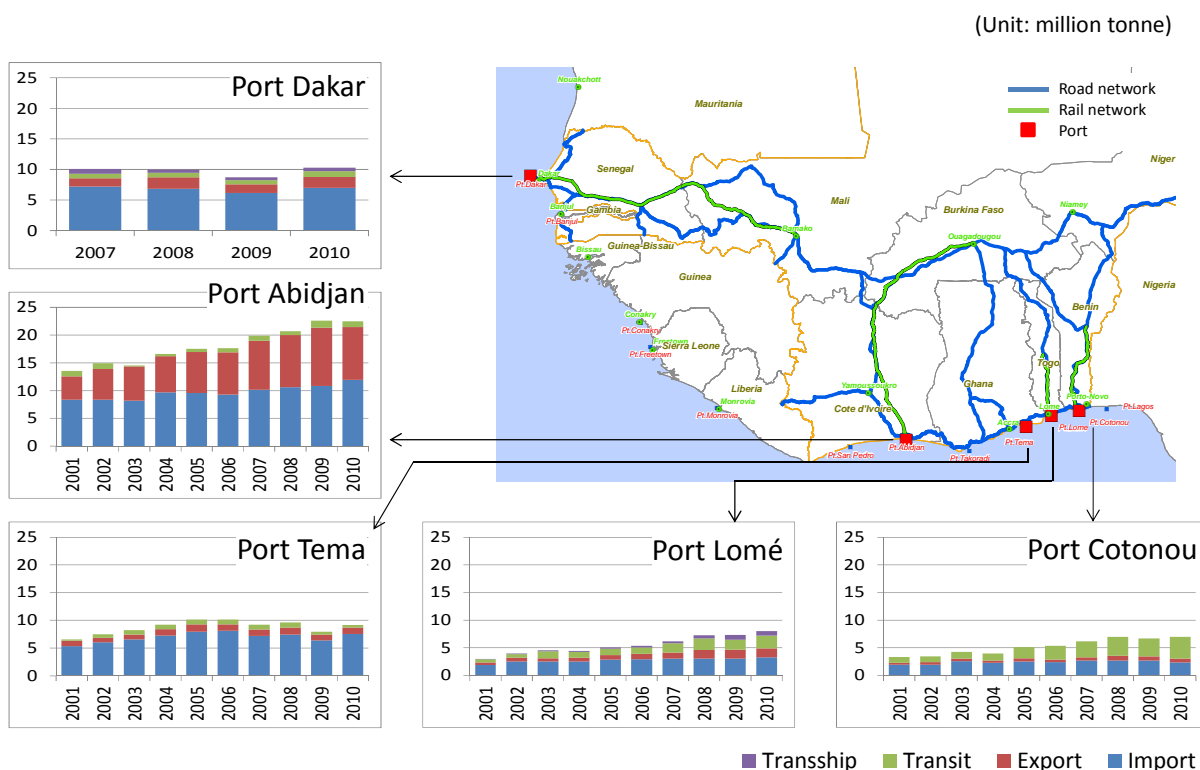 (Unit: million tonne)
Port Dakar
25
20
15
10
5
0
2007 2008 2009 2010
Port Abidjan
25
20
15
10
5
0
2001 2002 2003 2004 2005 2006 2007 2008 2009 2010
Port Tema
25
20
15
10
5
0
2001 2002 2003 2004 2005 2006 2007 2008 2009 2010
Port Lomé
25
20
15
10
5
0
2001 2002 2003 2004 2005 2006 2007 2008 2009 2010
Port Cotonou
25
20
15
10
5
0
2001 2002 2003 2004 2005 2006 2007 2008 2009 2010
Road network
Rail network
Port
Nouakchott
Mauritania
Niger
Senegal
Dakar
Pt.Dakar
Mali
Niamey
Banjul
Gambia
Pt.Banjul
Burkina Faso
Bamako
Ouagadougou
Guinea-Bissau
Bissau
Guinea
Nigeria
Benin
Conakry
Pt.Conakry
Freetown
Sierra Leone
Pt.Freetown
Togo
Liberia
Yamoussoukro
Ghana
Porto-Novo
Monrovia
Cote d'Ivoire
Lome
Pt.Lagos
Pt.Monrovia
Accra
Pt.Lome
Pt.Cotonou
Pt.Tema
Pt.Abidjan
Pt.San Pedro
Pt.Takoradi
Transship Transit Export Import